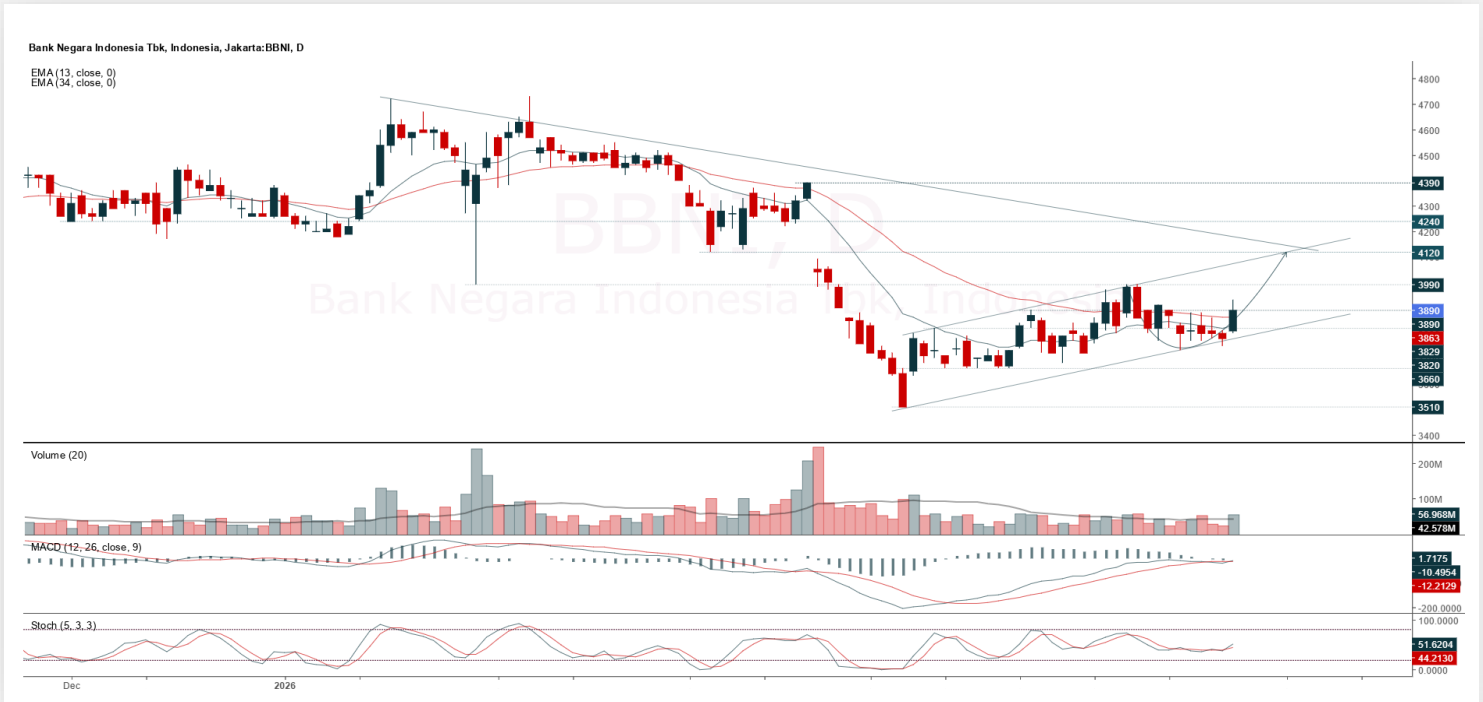 Bank Negara Indonesia Tbk, Indonesia, Jakarta:BBNI, D
EMA (13, close, 0)
EMA (34, close, 0)
BBNI, D
Bank Negara Indonesia Tbk, Indonesia
4800
4700
4600
4500
4390
4300
4240
4200
4120
3990
3890
3890
3863
3829
3820
3660
3510
3400
Volume (20)
200M
100M
56.968M
42.578M
MACD (12, 26, close, 9)
1.7175
-10.4954
-12.2129
-200.0000
Stoch (5, 3, 3)
100.0000
51.6204
44.2130
0.0000
Dec
2026